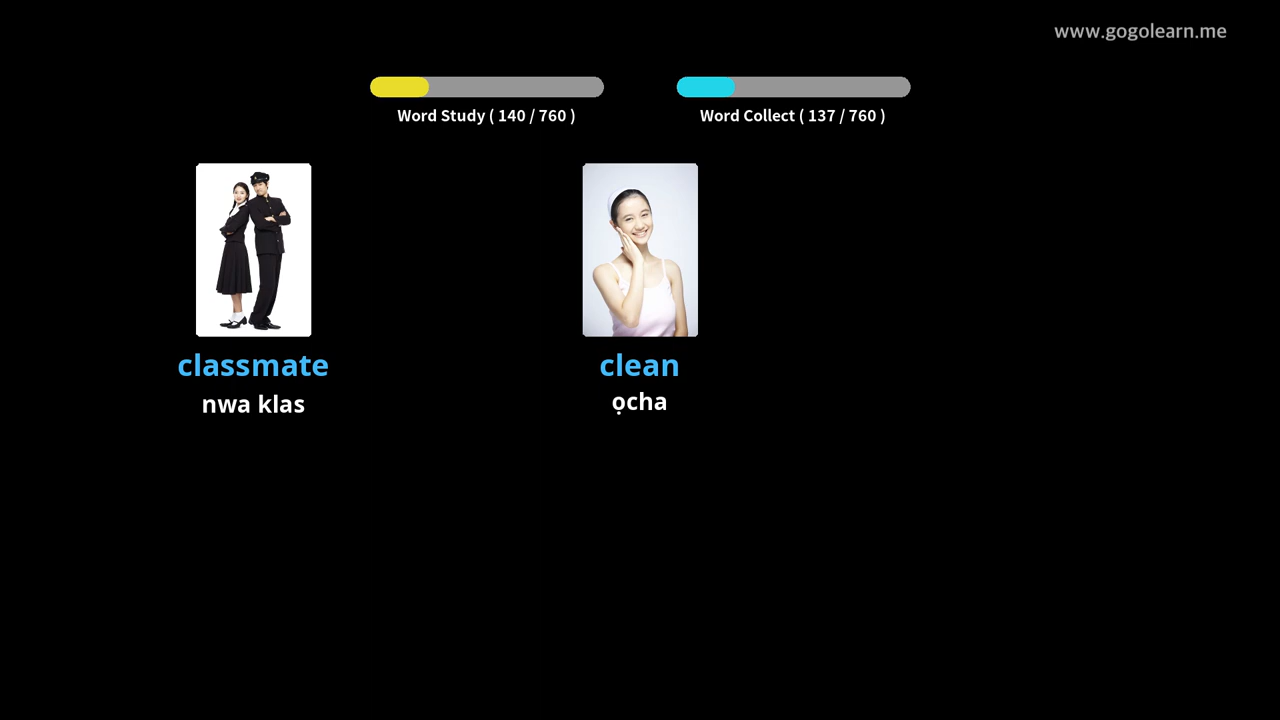 www.gogolearn.me
Word Study ( 140 / 760 )
Word Collect ( 137 / 760 )
classmate
nwa klas
clean
ọcha